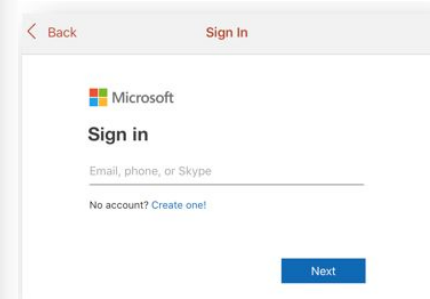 Back
Sign In
Microsoft
Sign in
Email, phone, or Skype
No account? Create one!
Next